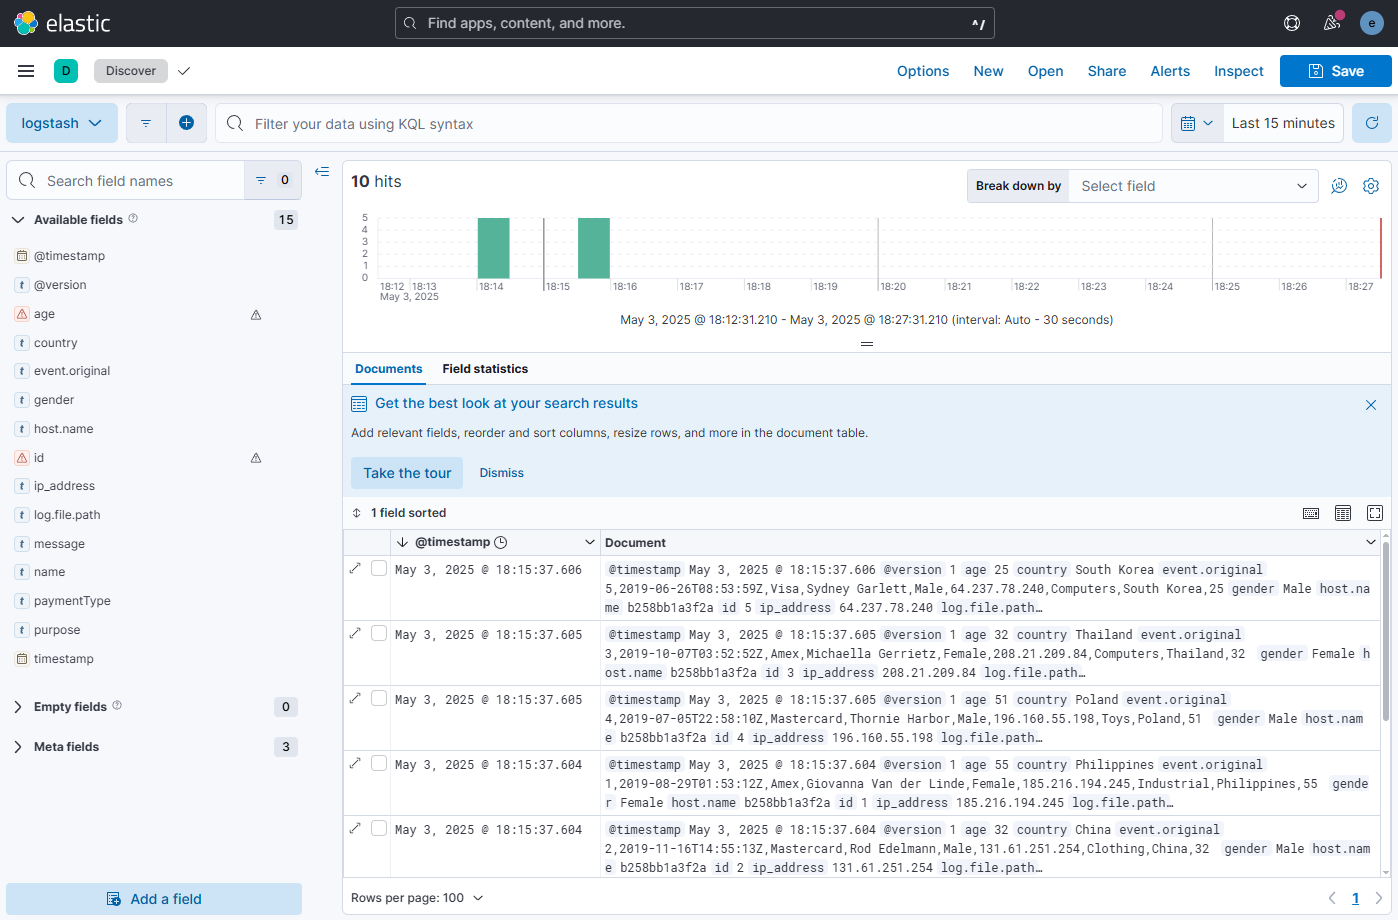 elastic
Find apps, content, and more.
^/
e
D
Discover
Options
New
Open
Share
Alerts
Inspect
Save
logstash
Filter your data using KQL syntax
Last 15 minutes
Search field names
0
Available fields
15
@timestamp
t @version
age
t country
t event.original
t gender
t host.name
id
t ip_address
t log.file.path
t message
t name
t paymentType
t purpose
timestamp
Empty fields
0
Meta fields
3
Add a field
10 hits
Break down by
Select field
5
4
3
2
1
0
18:12 18:13 18:14 18:15 18:16 18:17 18:18 18:19 18:20 18:21 18:22 18:23 18:24 18:25 18:26 18:27
May 3, 2025
May 3, 2025 @ 18:12:31.210 - May 3, 2025 @ 18:27:31.210 (interval: Auto - 30 seconds)
Documents
Field statistics
Get the best look at your search results
Add relevant fields, reorder and sort columns, resize rows, and more in the document table.
Take the tour
Dismiss
1 field sorted
@timestamp
Document
May 3, 2025 @ 18:15:37.606
@timestamp May 3, 2025 @ 18:15:37.606 @version 1 age 25 country South Korea event.original
5,2019-06-26T08:53:59Z,Visa,Sydney Garlett,Male,64.237.78.240,Computers,South Korea,25 gender Male host.na
me b258bb1a3f2a id 5 ip_address 64.237.78.240 log.file.path…
May 3, 2025 @ 18:15:37.605
@timestamp May 3, 2025 @ 18:15:37.605 @version 1 age 32 country Thailand event.original
3,2019-10-07T03:52:52Z,Amex,Michaella Gerrietz,Female,208.21.209.84,Computers,Thailand,32 gender Female h
ost.name b258bb1a3f2a id 3 ip_address 208.21.209.84 log.file.path…
May 3, 2025 @ 18:15:37.605
@timestamp May 3, 2025 @ 18:15:37.605 @version 1 age 51 country Poland event.original
4,2019-07-05T22:58:10Z,Mastercard,Thornie Harbor,Male,196.160.55.198,Toys,Poland,51 gender Male host.nam
e b258bb1a3f2a id 4 ip_address 196.160.55.198 log.file.path…
May 3, 2025 @ 18:15:37.604
@timestamp May 3, 2025 @ 18:15:37.604 @version 1 age 55 country Philippines event.original
1,2019-08-29T01:53:12Z,Amex,Giovanna Van der Linde,Female,185.216.194.245,Industrial,Philippines,55 gende
r Female host.name b258bb1a3f2a id 1 ip_address 185.216.194.245 log.file.path…
May 3, 2025 @ 18:15:37.604
@timestamp May 3, 2025 @ 18:15:37.604 @version 1 age 32 country China event.original
2,2019-11-16T14:55:13Z,Mastercard,Rod Edelmann,Male,131.61.251.254,Clothing,China,32 gender Male host.nam
e b258bb1a3f2a id 2 ip_address 131.61.251.254 log.file.path…
Rows per page: 100
1